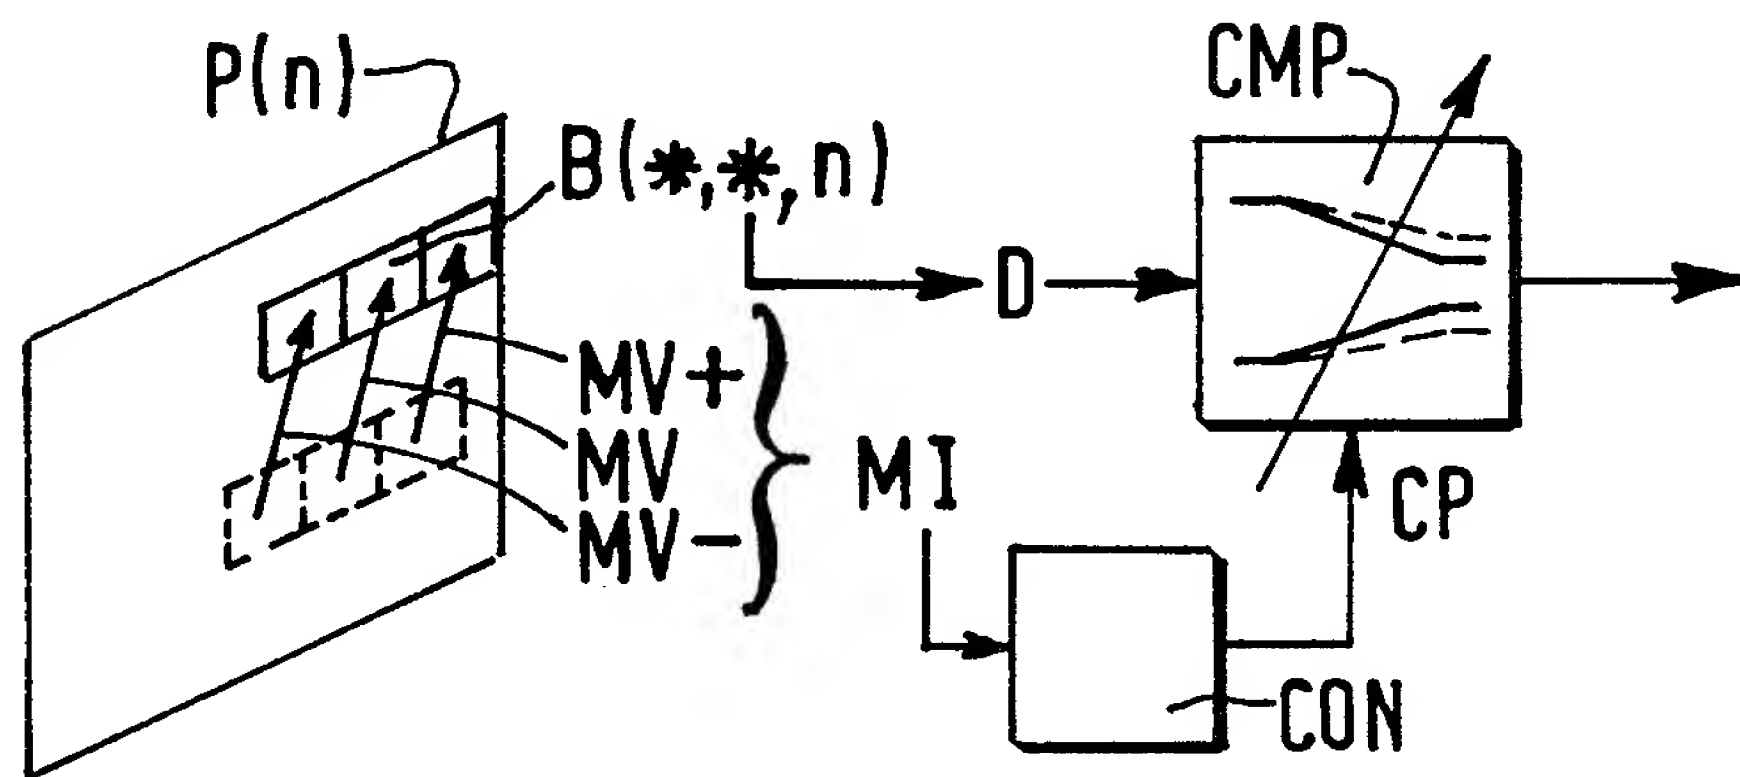 P(n)
B(*,*,n)
CMP
D
MV+
MV
MV-
MI
CP
CON